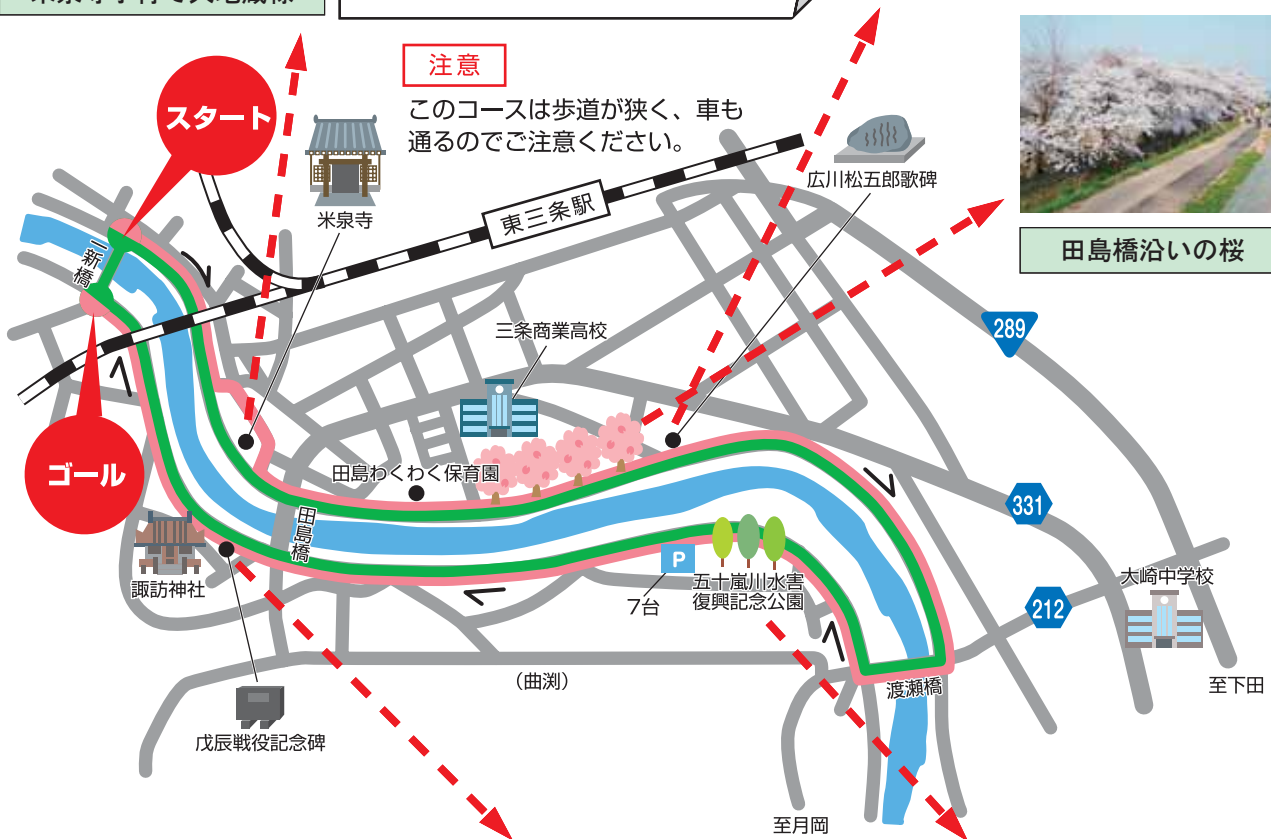 スタート
注意
このコースは歩道が狭く、車も
通るのでご注意ください。
米泉寺
東三条駅
広川松五郎歌碑
田島橋沿いの桜
一新橋
289
三条商業高校
ゴール
田島わくわく保育園
田島橋
331
諏訪神社
P
7台
五十嵐川水害
復興記念公園
212
大崎中学校
(曲渕)
渡瀬橋
至下田
戊辰戦役記念碑
至月岡